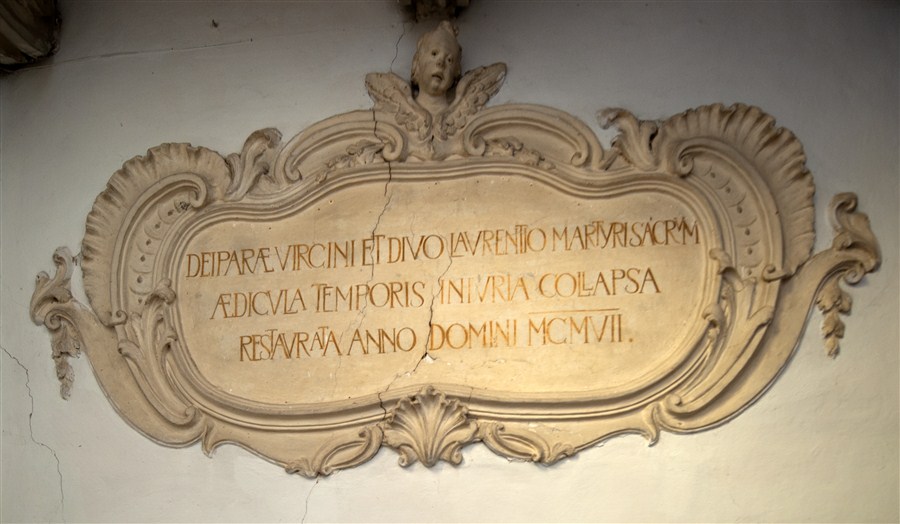 DEIPARÆ VIRGINI ET DIVO LAVRENTIO MARTYRI SACRVM
ÆDICVLA TEMPORIS INIVRIA COLLAPSA
RESTAVRATA ANNO DOMINI MCMVII.